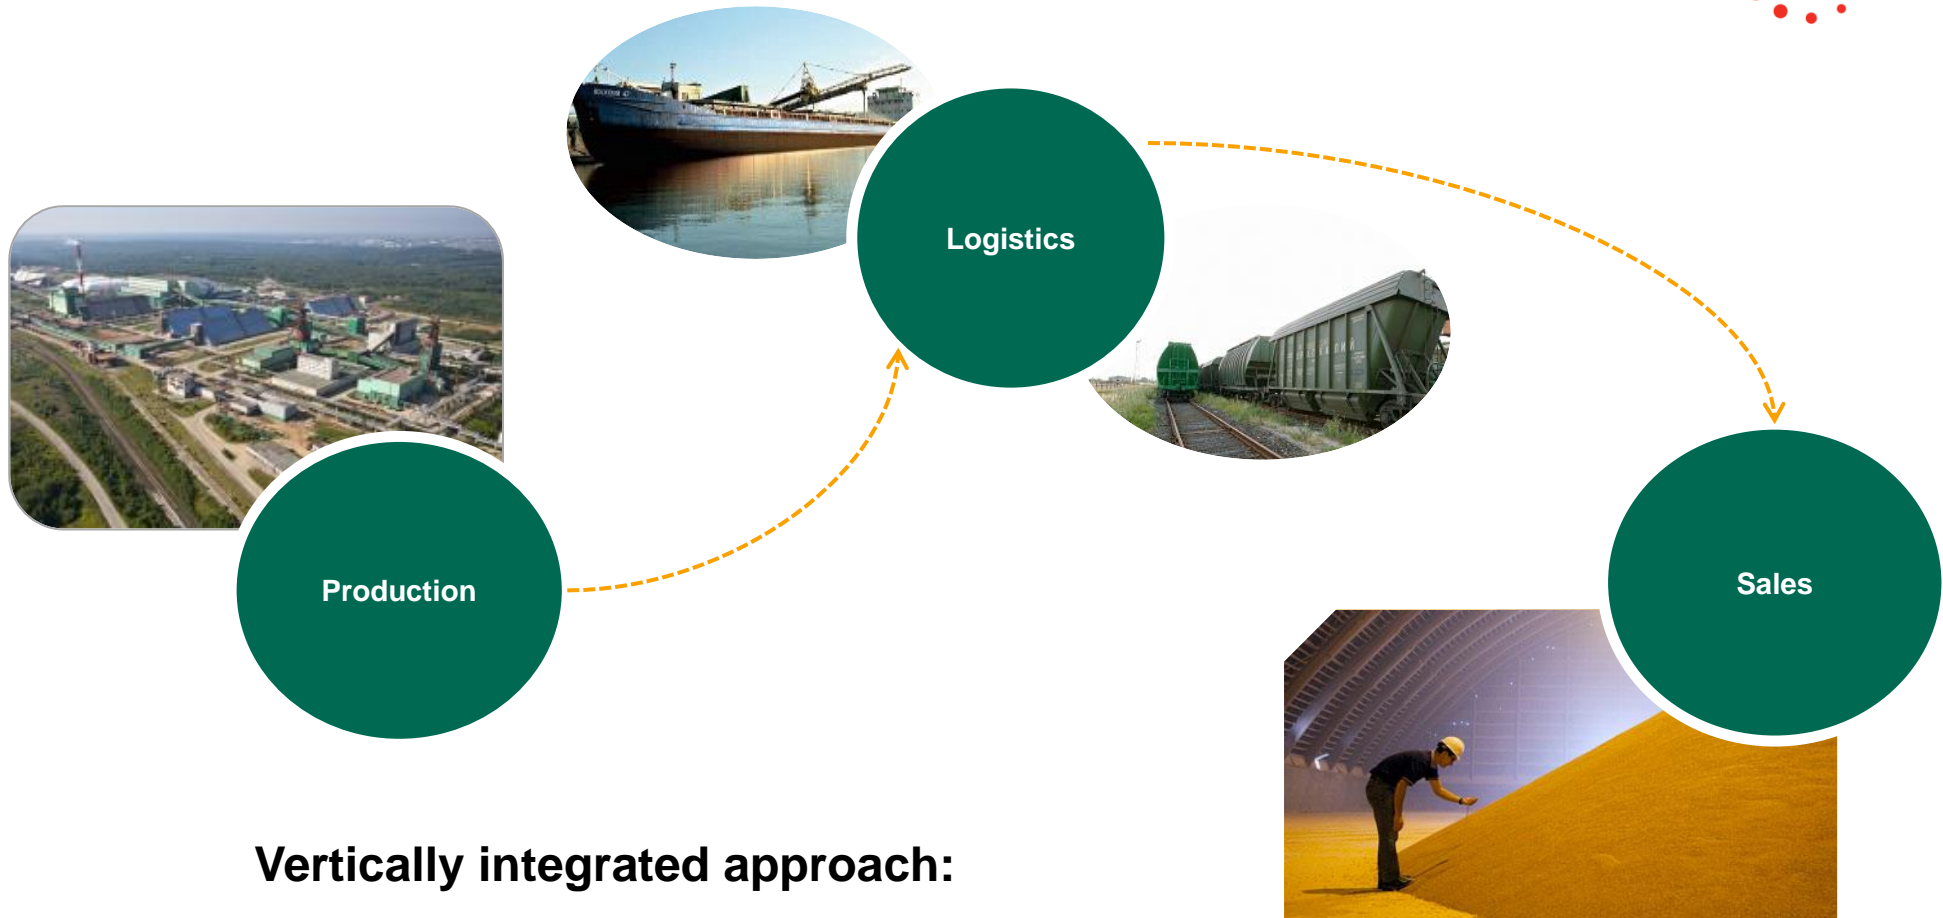 Logistics
Production
Sales
Vertically integrated approach: